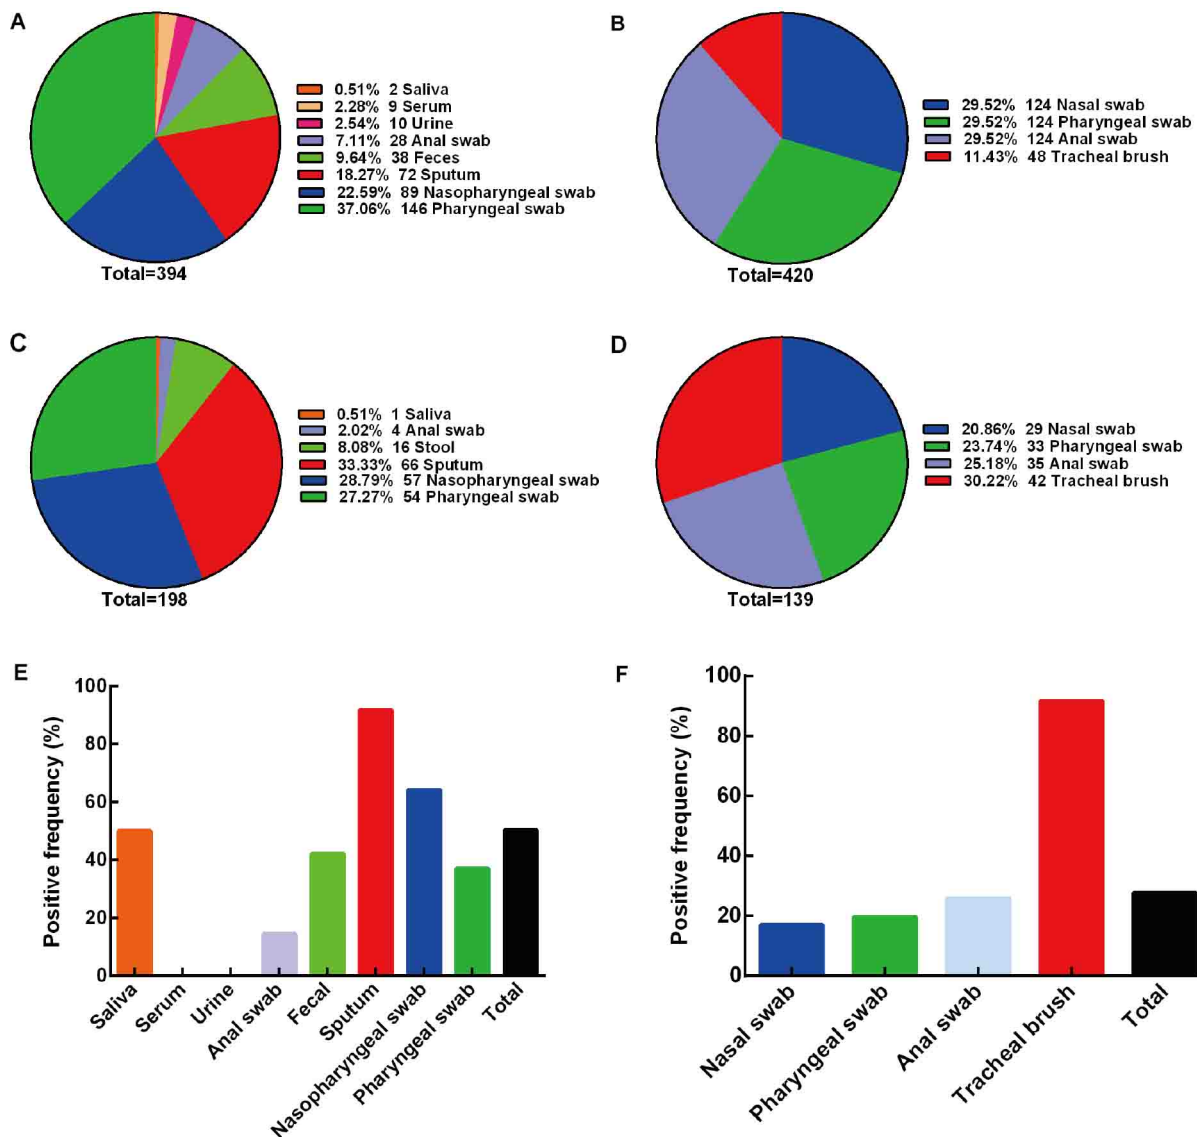 A
0.51% 2 Saliva
2.28% 9 Serum
2.54% 10 Urine
7.11% 28 Anal swab
9.64% 38 Feces
18.27% 72 Sputum
22.59% 89 Nasopharyngeal swab
37.06% 146 Pharyngeal swab
Total=394
B
29.52% 124 Nasal swab
29.52% 124 Pharyngeal swab
29.52% 124 Anal swab
11.43% 48 Tracheal brush
Total=420
C
0.51% 1 Saliva
2.02% 4 Anal swab
8.08% 16 Stool
33.33% 66 Sputum
28.79% 57 Nasopharyngeal swab
27.27% 54 Pharyngeal swab
Total=198
D
20.86% 29 Nasal swab
23.74% 33 Pharyngeal swab
25.18% 35 Anal swab
30.22% 42 Tracheal brush
Total=139
E
Positive frequency (%)
100
80
60
40
20
0
Saliva
Serum
Urine
Anal swab
Fecal
Sputum
Nasopharyngeal swab
Pharyngeal swab
Total
F
Positive frequency (%)
100
80
60
40
20
0
Nasal swab
Pharyngeal swab
Anal swab
Tracheal brush
Total